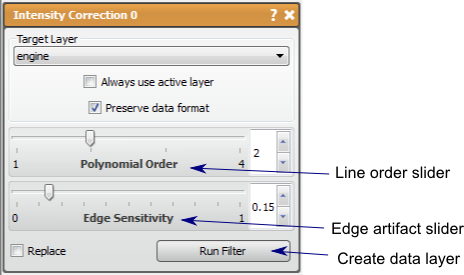 Intensity Correction 0 ? ×
Target Layer
engine
Always use active layer
Preserve data format
1 Polynomial Order 4 2
Line order slider
0 Edge Sensitivity 1 0.15
Edge artifact slider
Replace Run Filter
Create data layer